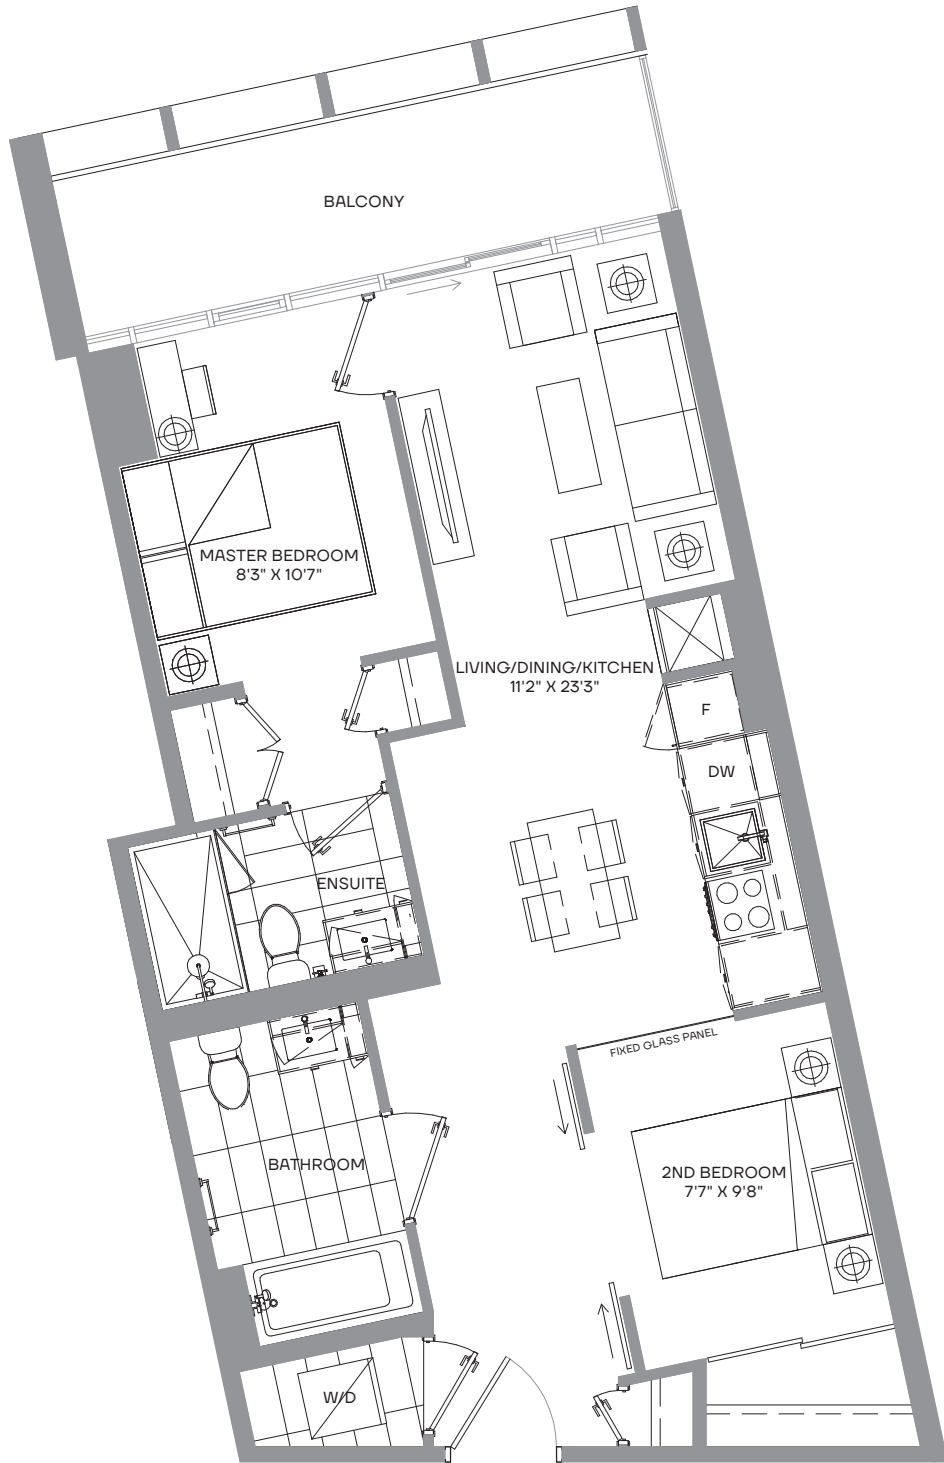 BALCONY
MASTER BEDROOM
8'3" X 10'7"
LIVING/DINING/KITCHEN
11'2" X 23'3"
F
DW
ENSUITE
FIXED GLASS PANEL
BATHROOM
2ND BEDROOM
7'7" X 9'8"
W/D